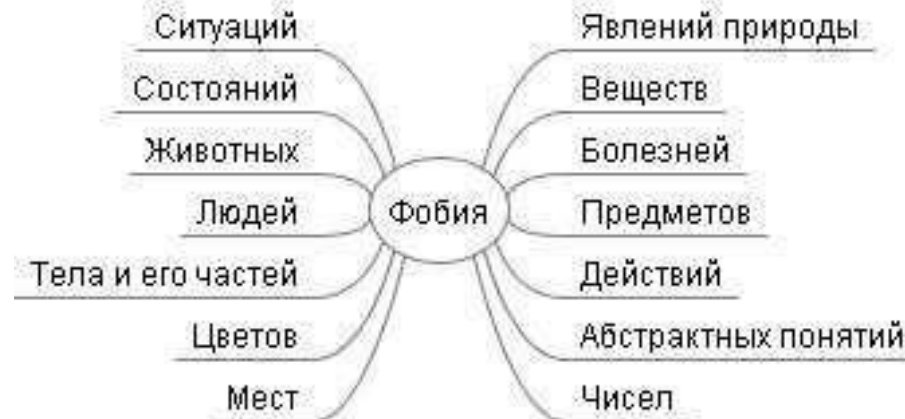 Ситуаций
Состояний
Животных
Людей
Тела и его частей
Цветов
Мест
Фобия
Явлений природы
Веществ
Болезней
Предметов
Действий
Абстрактных понятий
Чисел